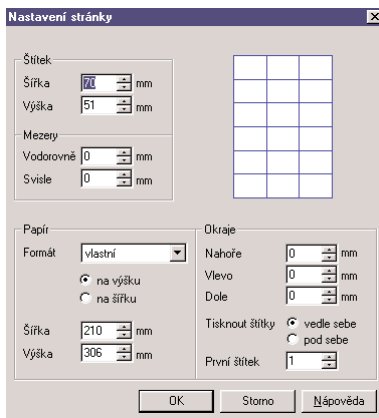 Nastavení stránky
Štítek
Šířka 70 mm
Výška 51 mm
Mezery
Vodorovně 0 mm
Svisle 0 mm
Papír
Formát vlastní
na výšku
na šířku
Šířka 210 mm
Výška 306 mm
Okraje
Nahoře 0 mm
Vlevo 0 mm
Dole 0 mm
Tisknout štítky vedle sebe
pod sebe
První štítek 1
OK Storno Nápověda